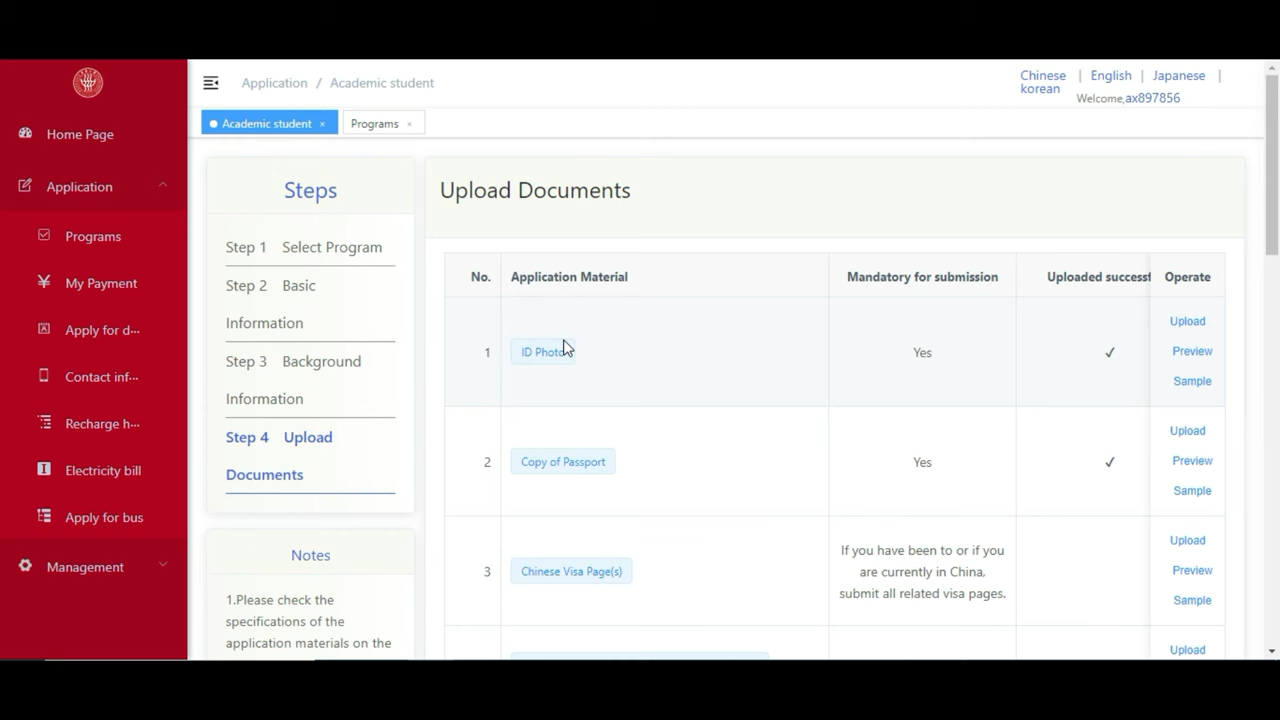 Application / Academic student
Chinese | English | Japanese |
korean
Welcome,ax897856
Academic student ×
Programs ×
Home Page
Application
Programs
My Payment
Apply for d···
Contact inf···
Recharge h···
Electricity bill
Apply for bus
Management
Steps
Step 1 Select Program
Step 2 Basic
Information
Step 3 Background
Information
Step 4 Upload
Documents
Notes
1.Please check the
specifications of the
application materials on the
Upload Documents
No. Application Material Mandatory for submission Uploaded successf Operate
1 ID Photo Yes ✓
Upload
Preview
Sample
2 Copy of Passport Yes ✓
Upload
Preview
Sample
3 Chinese Visa Page(s)
If you have been to or if you
are currently in China,
submit all related visa pages.
Upload
Preview
Sample
Upload